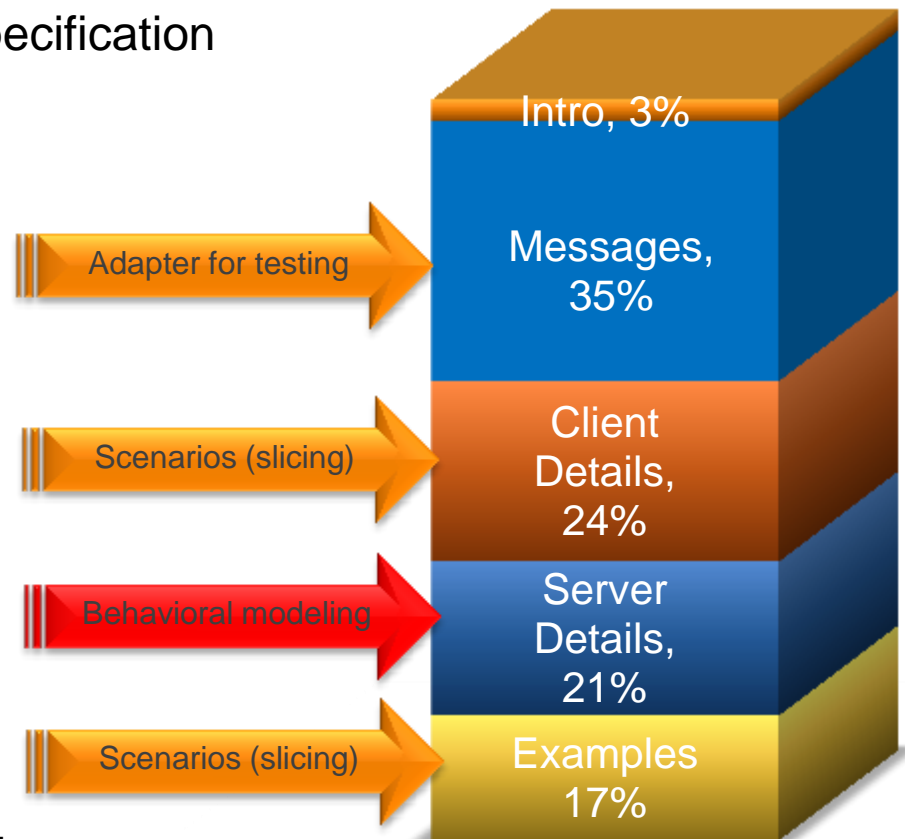 pecification
Intro, 3%
Adapter for testing
Messages,
35%
Scenarios (slicing)
Client
Details,
24%
Behavioral modeling
Server
Details,
21%
Scenarios (slicing)
Examples
17%